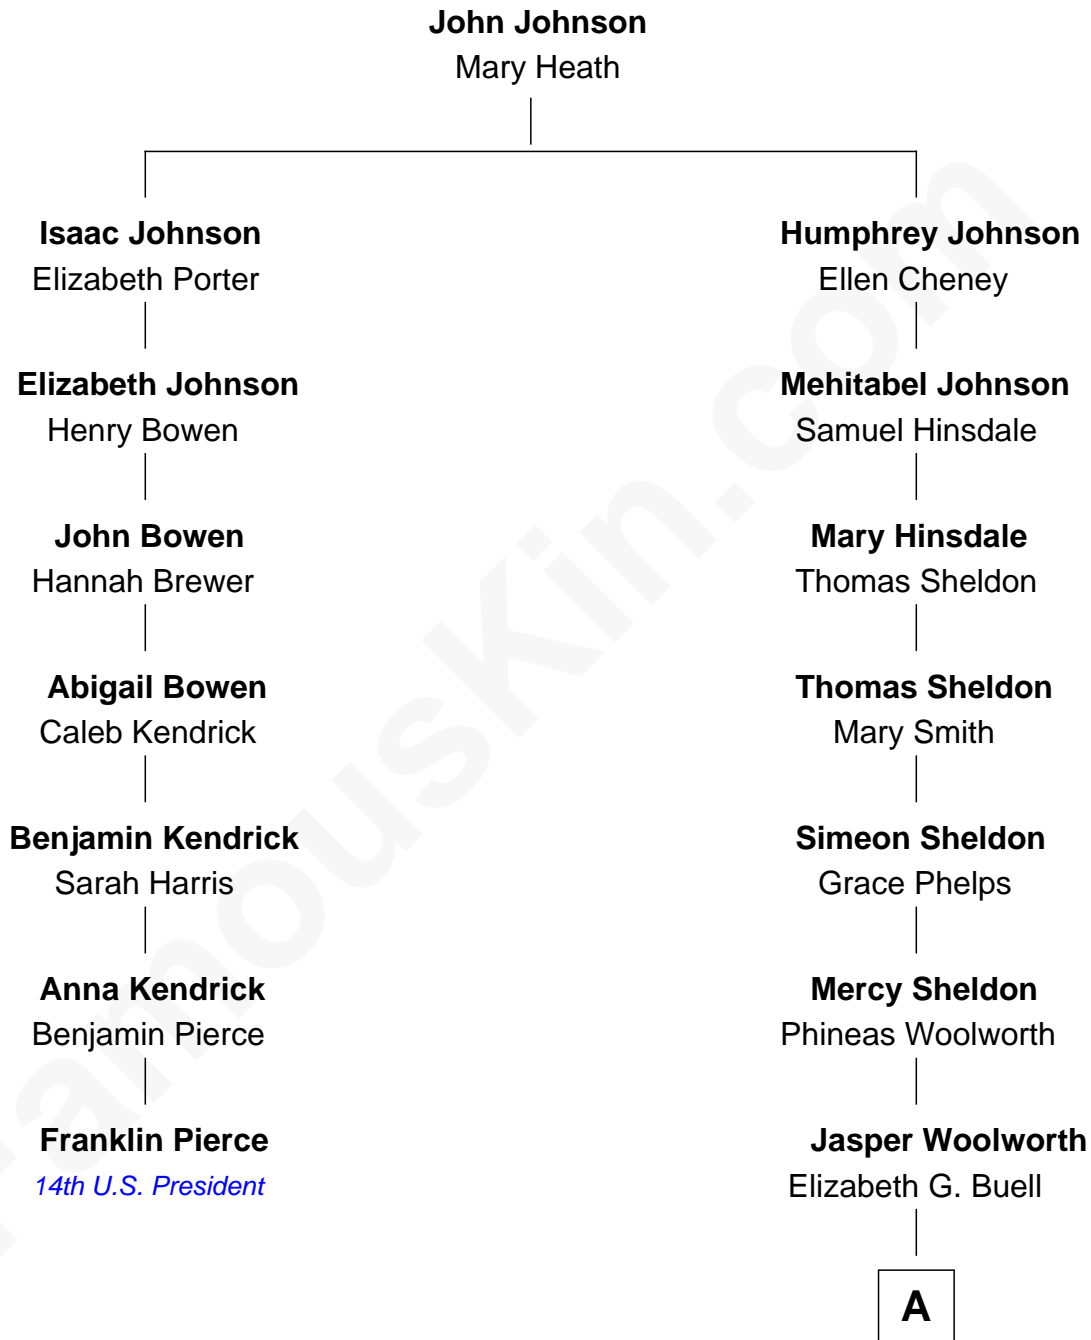 John Johnson
Mary Heath
Isaac Johnson
Elizabeth Porter
Humphrey Johnson
Ellen Cheney
Elizabeth Johnson
Henry Bowen
Mehitabel Johnson
Samuel Hinsdale
John Bowen
Hannah Brewer
Mary Hinsdale
Thomas Sheldon
Abigail Bowen
Caleb Kendrick
Thomas Sheldon
Mary Smith
Benjamin Kendrick
Sarah Harris
Simeon Sheldon
Grace Phelps
Anna Kendrick
Benjamin Pierce
Mercy Sheldon
Phineas Woolworth
Franklin Pierce
14th U.S. President
Jasper Woolworth
Elizabeth G. Buell
A
FamousKin.com